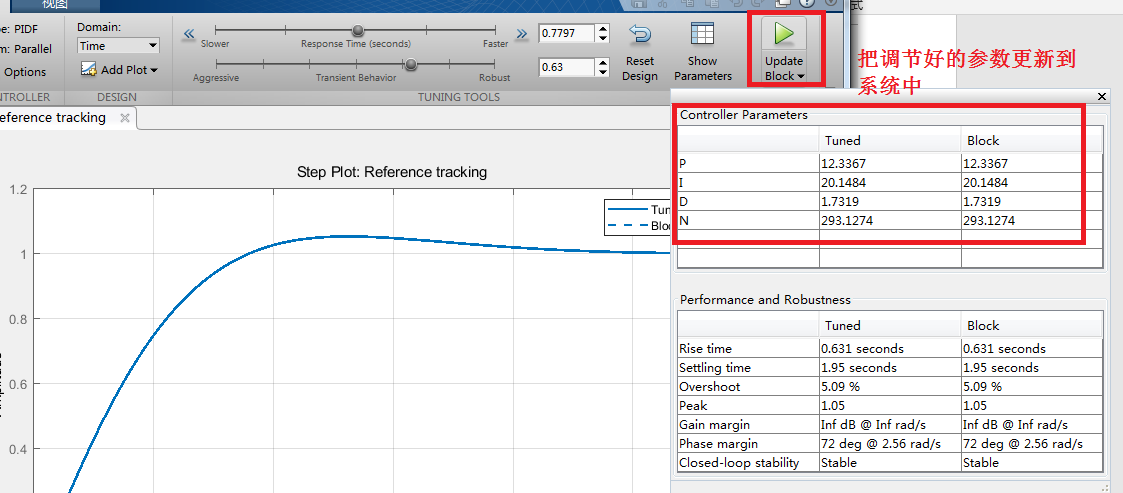 视图
式
e: PIDF
m: Parallel
Options
CONTROLLER
Domain:
Time
Add Plot
DESIGN
Slower
Response Time (seconds)
Faster
0.7797
Aggressive
Transient Behavior
Robust
0.63
Reset
Design
Show
Parameters
Update
Block
TUNING TOOLS
把调节好的参数更新到
系统中
eference tracking
Step Plot: Reference tracking
1.2
1
0.8
0.6
0.4
Amplitude
Tun
Bloc
Controller Parameters
Tuned Block
P 12.3367 12.3367
I 20.1484 20.1484
D 1.7319 1.7319
N 293.1274 293.1274
Performance and Robustness
Tuned Block
Rise time 0.631 seconds 0.631 seconds
Settling time 1.95 seconds 1.95 seconds
Overshoot 5.09 % 5.09 %
Peak 1.05 1.05
Gain margin Inf dB @ Inf rad/s Inf dB @ Inf rad/s
Phase margin 72 deg @ 2.56 rad/s 72 deg @ 2.56 rad/s
Closed-loop stability Stable Stable